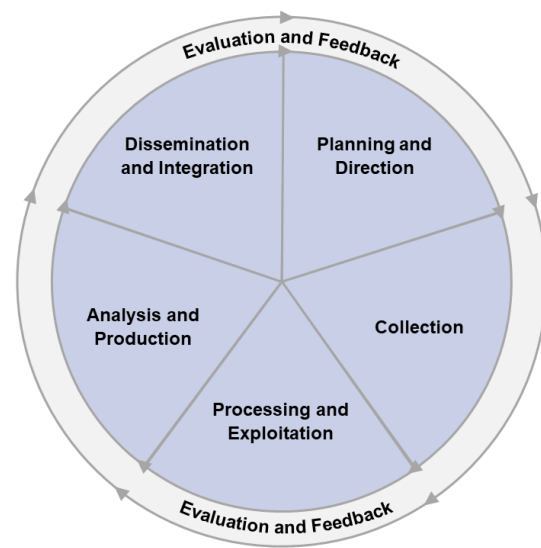 Evaluation and Feedback
Dissemination
and Integration
Planning and
Direction
Analysis and
Production
Collection
Processing and
Exploitation
Evaluation and Feedback